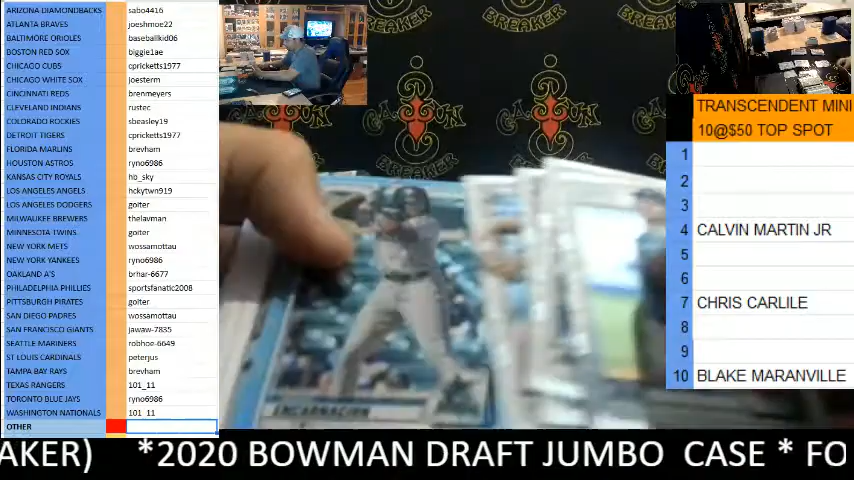 ARIZONA DIAMONDBACKS sabo4416
ATLANTA BRAVES joeshmoe22
BALTIMORE ORIOLES baseballkid06
BOSTON RED SOX biggie1ae
CHICAGO CUBS cpricketts1977
CHICAGO WHITE SOX joesterm
CINCINNATI REDS brenmeyers
CLEVELAND INDIANS rustec
COLORADO ROCKIES sbeasley19
DETROIT TIGERS cpricketts1977
FLORIDA MARLINS brevham
HOUSTON ASTROS ryno6986
KANSAS CITY ROYALS hb_sky
LOS ANGELES ANGELS hckytwn919
LOS ANGELES DODGERS golter
MILWAUKEE BREWERS thelavman
MINNESOTA TWINS golter
NEW YORK METS wossamottau
NEW YORK YANKEES ryno6986
OAKLAND A'S brhar-6677
PHILADELPHIA PHILLIES sportsfanatic2008
PITTSBURGH PIRATES golter
SAN DIEGO PADRES wossamottau
SAN FRANCISCO GIANTS jawaw-7835
SEATTLE MARINERS robhoe-6649
ST LOUIS CARDINALS peterjus
TAMPA BAY RAYS brevham
TEXAS RANGERS 101_11
TORONTO BLUE JAYS ryno6986
WASHINGTON NATIONALS 101_11
OTHER
CAJUN
BREAKER
BREAKER
BREAKER
ENCARNACION
TRANSCENDENT MINI
10@$50 TOP SPOT
1
2
3
4 CALVIN MARTIN JR
5
6
7 CHRIS CARLILE
8
9
10 BLAKE MARANVILLE
AKER) *2020 BOWMAN DRAFT JUMBO CASE * FO